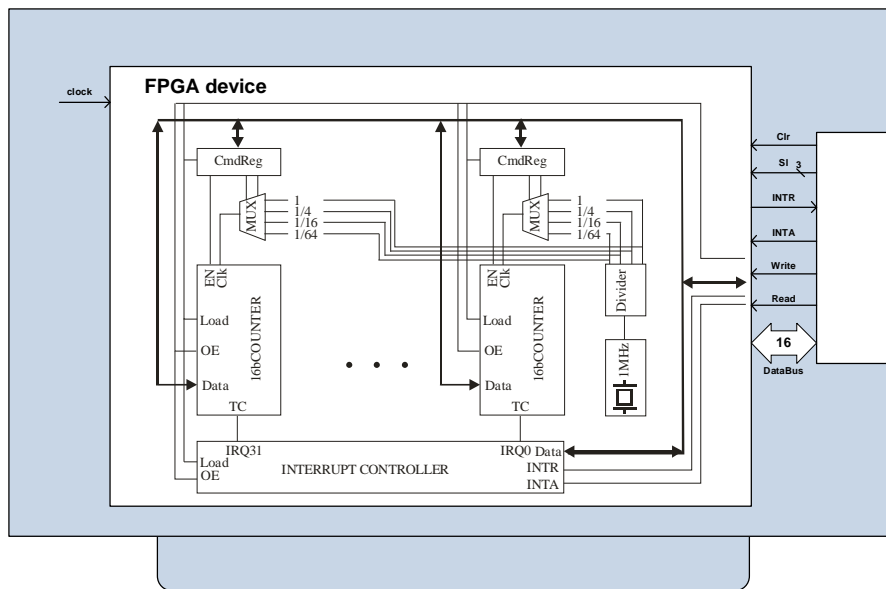 FPGA device
clock
Clr
SI 3
INTR
INTA
Write
Read
16
DataBus
CmdReg
MUX
1
1/4
1/16
1/64
EN
Clk
Load
OE
Data
16bCOUNTER
TC
CmdReg
MUX
1
1/4
1/16
1/64
EN
Clk
Load
OE
Data
16bCOUNTER
TC
Divider
1MHz
IRQ31
IRQ0
Data
Load
OE
INTERRUPT CONTROLLER
INTR
INTA